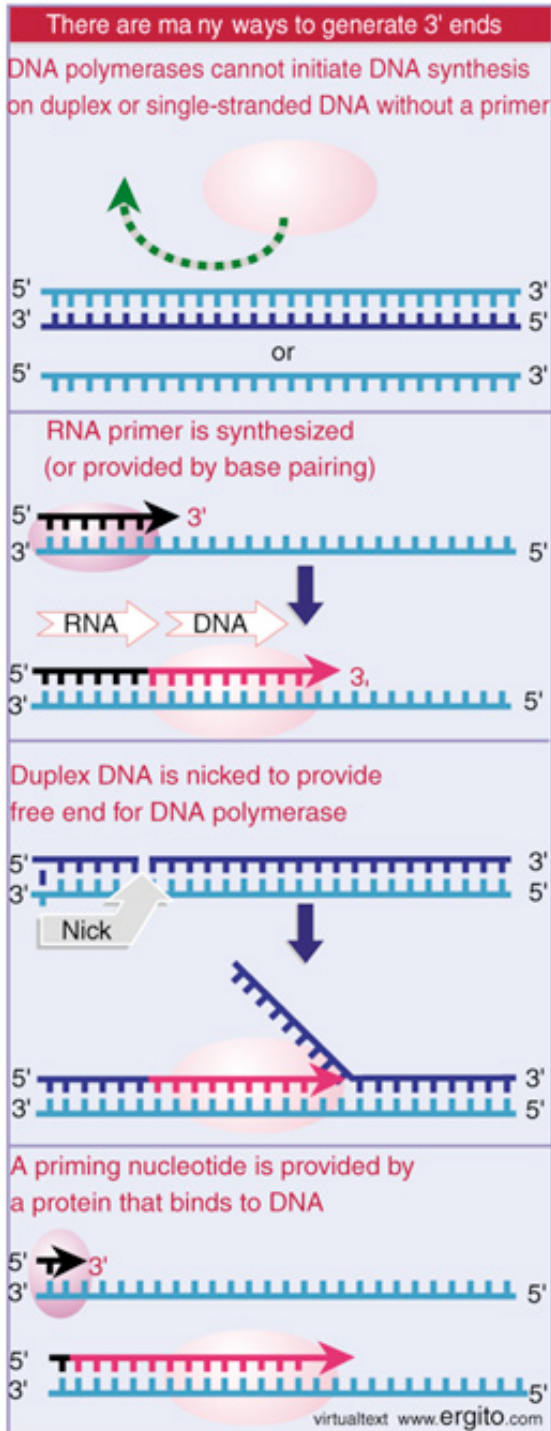 There are ma ny ways to generate 3' ends
DNA polymerases cannot initiate DNA synthesis
on duplex or single-stranded DNA without a primer
5' 3'
3' 5'
or
5' 3'
RNA primer is synthesized
(or provided by base pairing)
5' 3'
3' 5'
RNA DNA
5' 3,
3' 5'
Duplex DNA is nicked to provide
free end for DNA polymerase
5' 3'
3' 5'
Nick
5' 3'
3' 5'
A priming nucleotide is provided by
a protein that binds to DNA
5' 3'
3' 5'
5'
3' 5'
virtualtext www.ergito.com